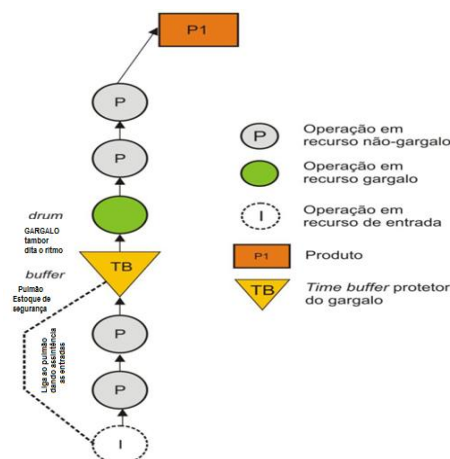 P1
P
P
drum
GARGALO
tambor
dita o ritmo
buffer
Pulmão
Estoque de
segurança
TB
Liga ao pulmão
dando assintência
as entradas
P
P
I
P
Operação em
recurso não-gargalo
Operação em
recurso gargalo
I
Operação em
recurso de entrada
P1
Produto
TB
Time buffer protetor
do gargalo